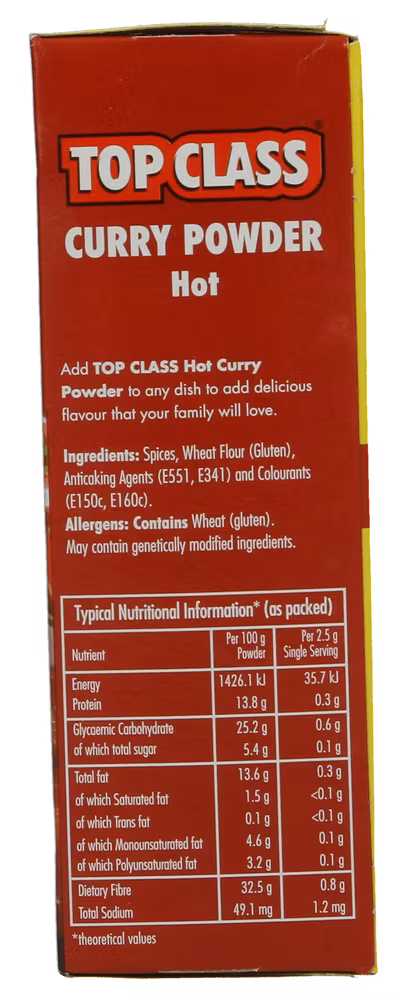 TOP CLASS®
CURRY POWDER
Hot
Add TOP CLASS Hot Curry
Powder to any dish to add delicious
flavour that your family will love.
Ingredients: Spices, Wheat Flour (Gluten),
Anticaking Agents (E551, E341) and Colourants
(E150c, E160c).
Allergens: Contains Wheat (gluten).
May contain genetically modified ingredients.
Typical Nutritional Information* (as packed)
Nutrient Per 100 g Powder Per 2.5 g Single Serving
Energy 1426.1 kJ 35.7 kJ
Protein 13.8 g 0.3 g
Glycaemic Carbohydrate 25.2 g 0.6 g
of which total sugar 5.4 g 0.1 g
Total fat 13.6 g 0.3 g
of which Saturated fat 1.5 g <0.1 g
of which Trans fat 0.1 g <0.1 g
of which Monounsaturated fat 4.6 g 0.1 g
of which Polyunsaturated fat 3.2 g 0.1 g
Dietary Fibre 32.5 g 0.8 g
Total Sodium 49.1 mg 1.2 mg
*theoretical values